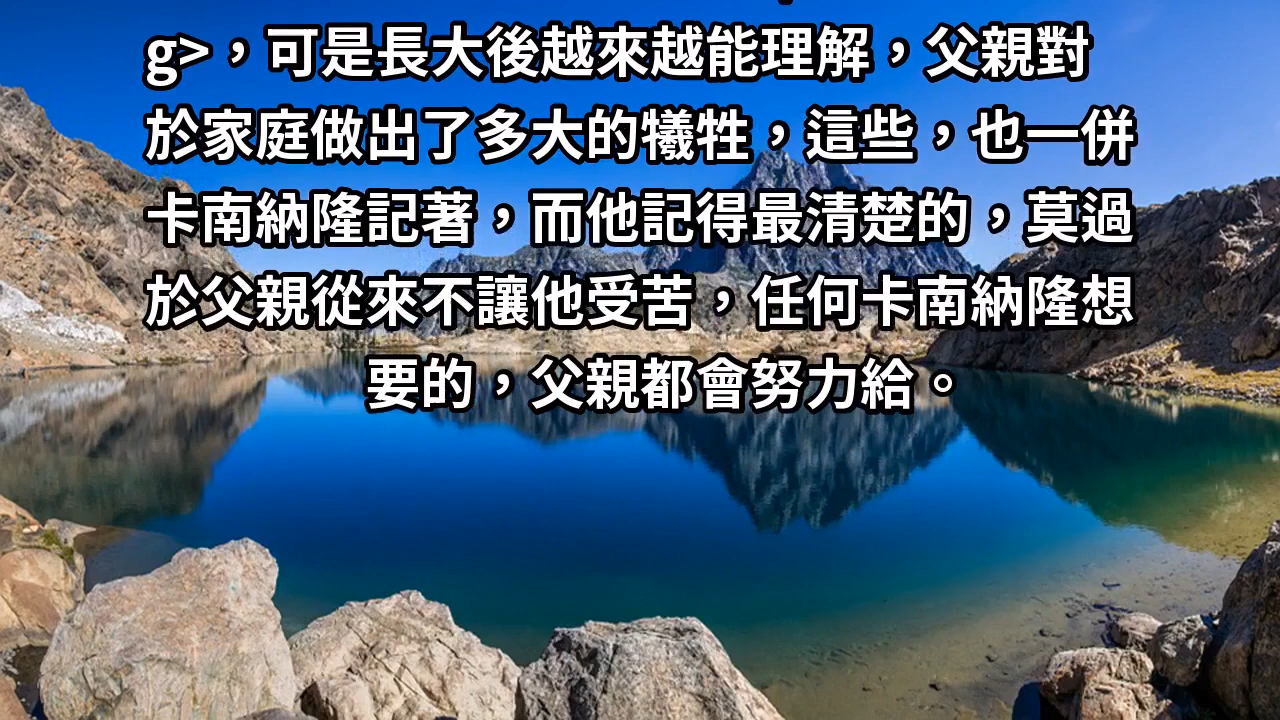 g>，可是長大後越來越能理解，父親對
於家庭做出了多大的犧牲，這些，也一併
卡南納隆記著，而他記得最清楚的，莫過
於父親從來不讓他受苦，任何卡南納隆想
要的，父親都會努力給。